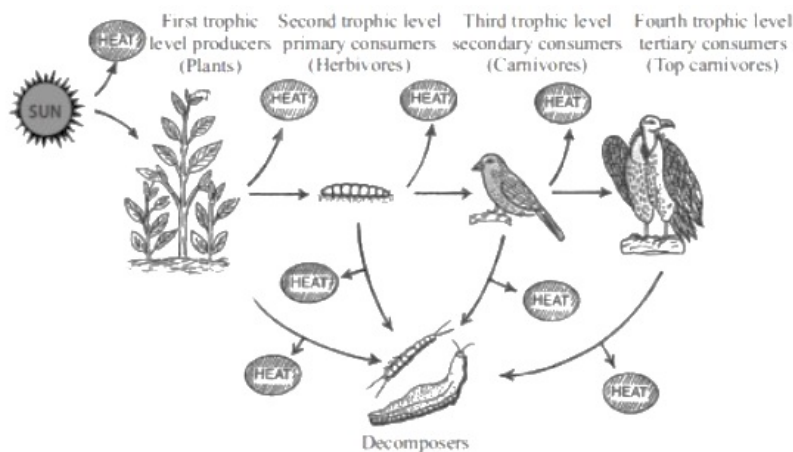 First trophic level producers (Plants)
Second trophic level primary consumers (Herbivores)
Third trophic level secondary consumers (Carnivores)
Fourth trophic level tertiary consumers (Top carnivores)
HEAT
SUN
HEAT
HEAT
HEAT
HEAT
HEAT
HEAT
HEAT
Decomposers